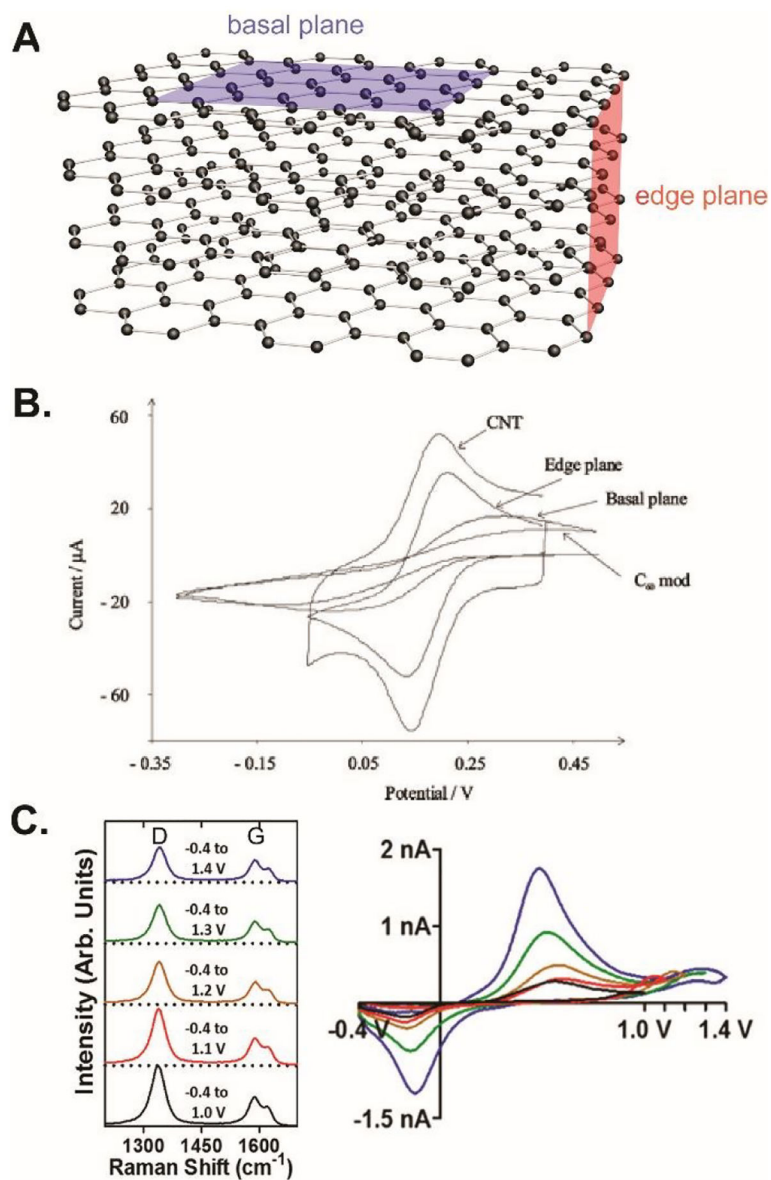 A
basal plane
edge plane
B.
60
20
- 20
- 60
Current / µA
CNT
Edge plane
Basal plane
C₆₀ mod
- 0.35
- 0.15
0.05
0.25
0.45
Potential / V
C.
D
G
-0.4 to
1.4 V
-0.4 to
1.3 V
-0.4 to
1.2 V
-0.4 to
1.1 V
-0.4 to
1.0 V
Intensity (Arb. Units)
1300
1450
1600
Raman Shift (cm⁻¹)
2 nA
1 nA
-0.4 V
1.0 V
1.4 V
-1.5 nA